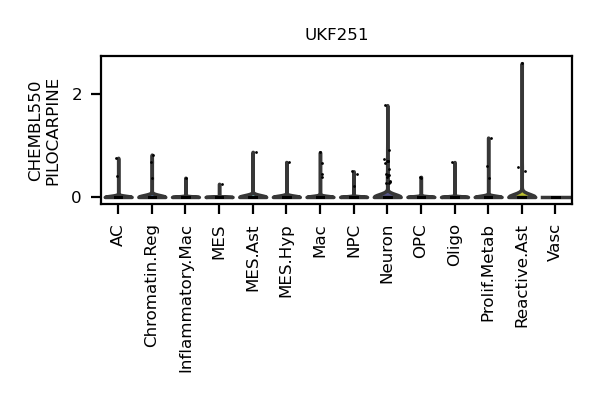 UKF251
CHEMBL550
PILOCARPINE
2
0
AC
Chromatin.Reg
Inflammatory.Mac
MES
MES.Ast
MES.Hyp
Mac
NPC
Neuron
OPC
Oligo
Prolif.Metab
Reactive.Ast
Vasc